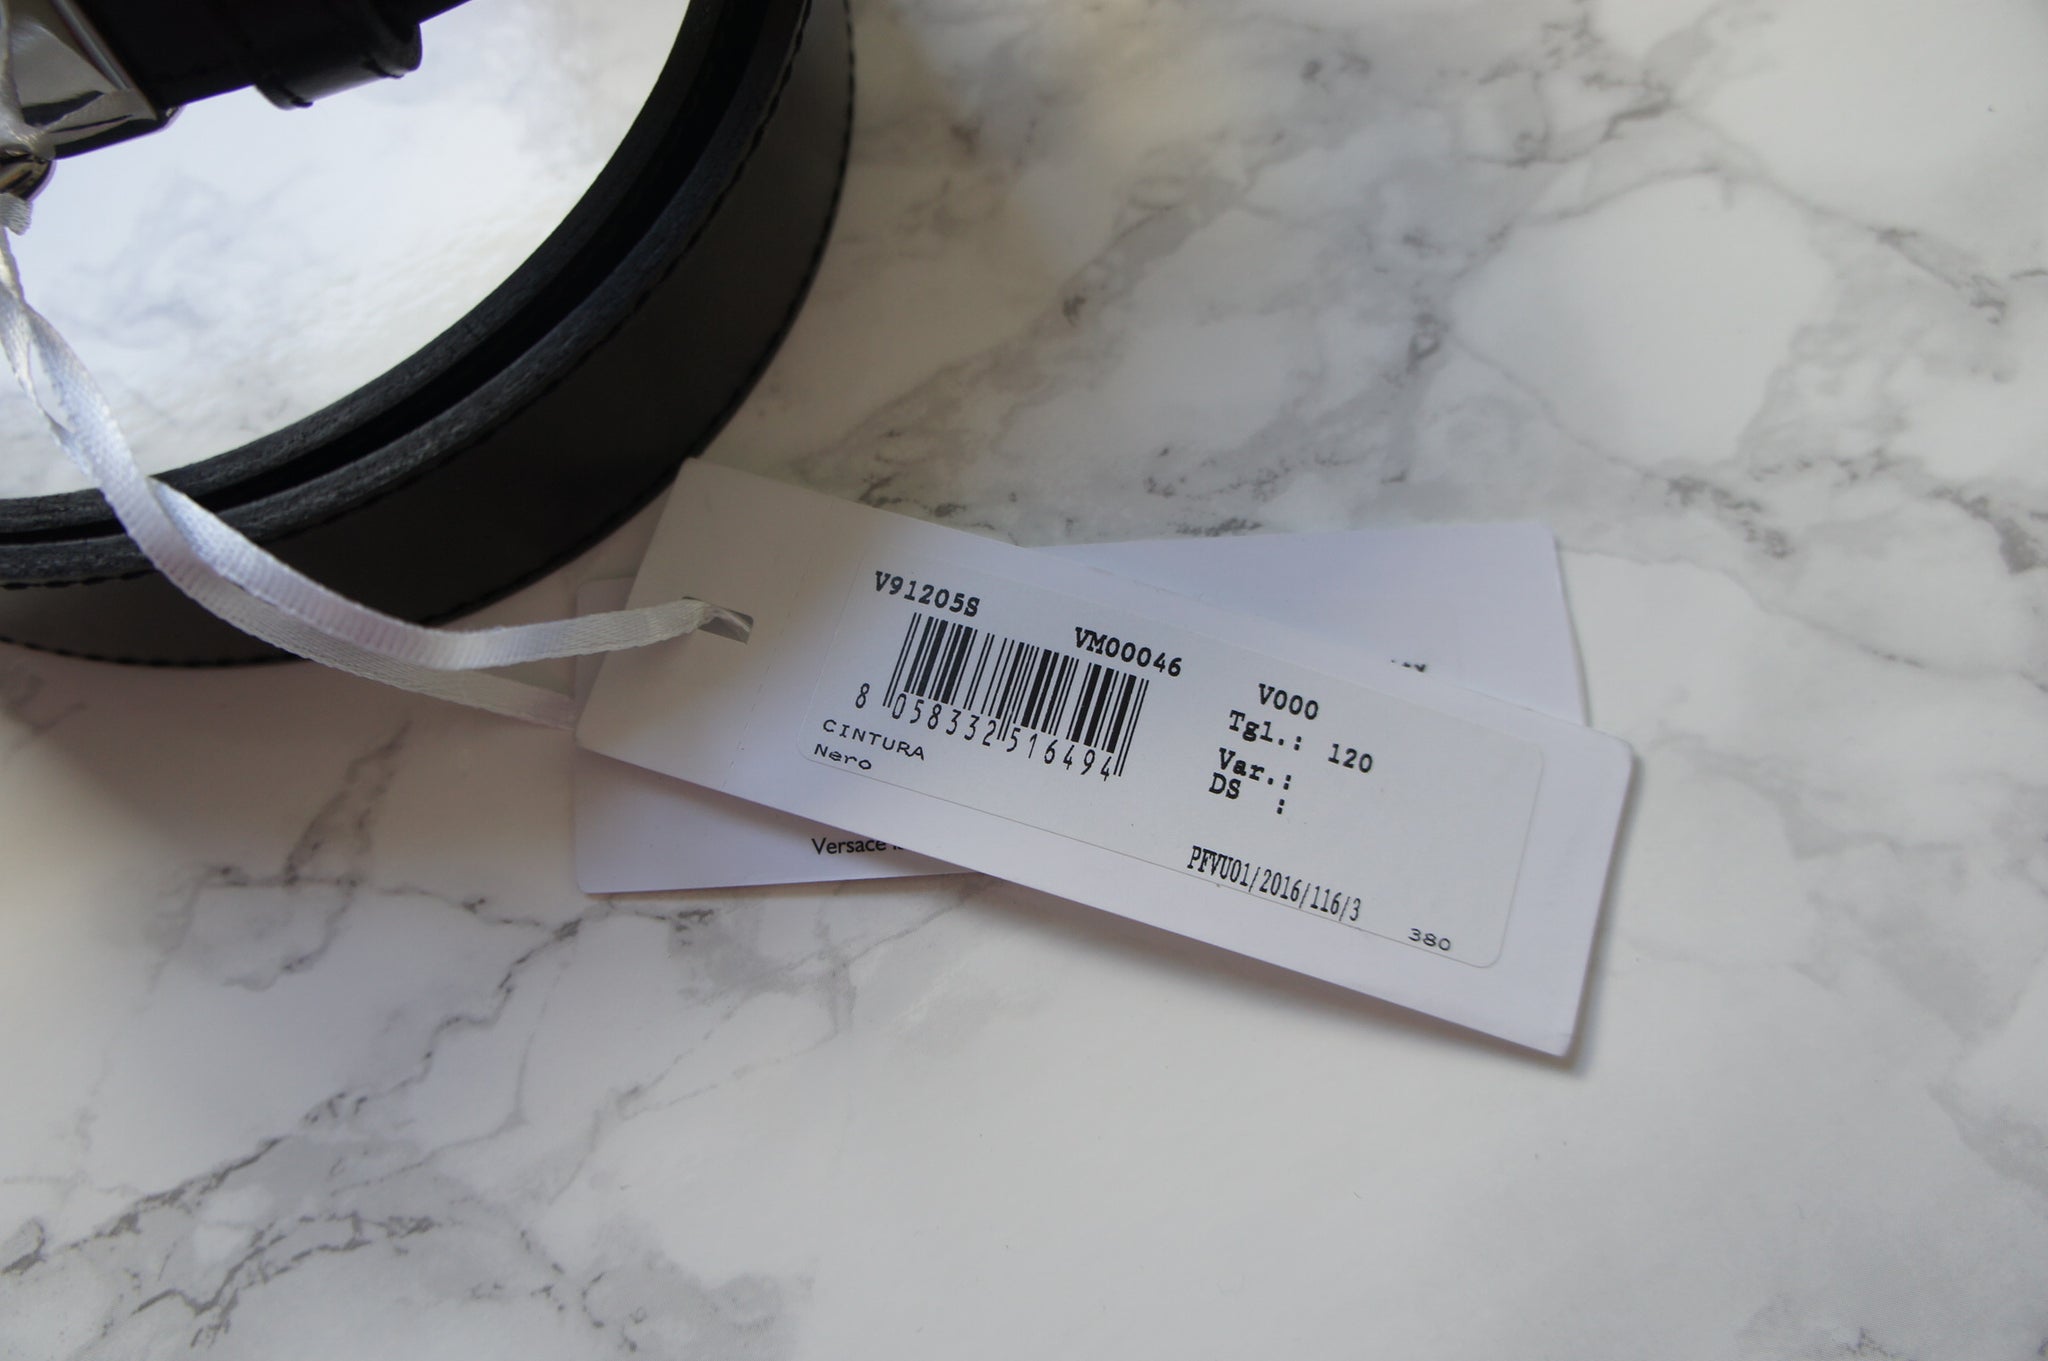 V91205S
VM00046
V000
8 058332 516494
CINTURA
Nero
Tgl.: 120
Var.:
DS :
PFVU01/2016/116/3
380
Versace